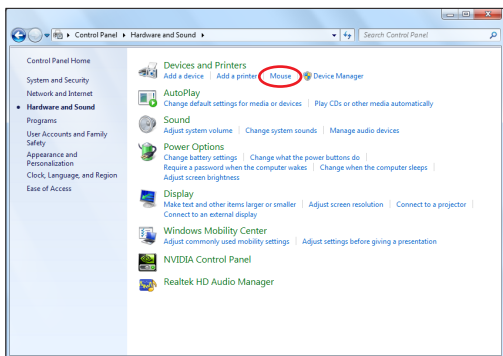 Control Panel ▸ Hardware and Sound ▸
Search Control Panel
Control Panel Home
System and Security
Network and Internet
Hardware and Sound
Programs
User Accounts and Family
Safety
Appearance and
Personalization
Clock, Language, and Region
Ease of Access
Devices and Printers
Add a device | Add a printer | Mouse | Device Manager
AutoPlay
Change default settings for media or devices | Play CDs or other media automatically
Sound
Adjust system volume | Change system sounds | Manage audio devices
Power Options
Change battery settings | Change what the power buttons do |
Require a password when the computer wakes | Change when the computer sleeps |
Adjust screen brightness
Display
Make text and other items larger or smaller | Adjust screen resolution | Connect to a projector |
Connect to an external display
Windows Mobility Center
Adjust commonly used mobility settings | Adjust settings before giving a presentation
NVIDIA Control Panel
Realtek HD Audio Manager